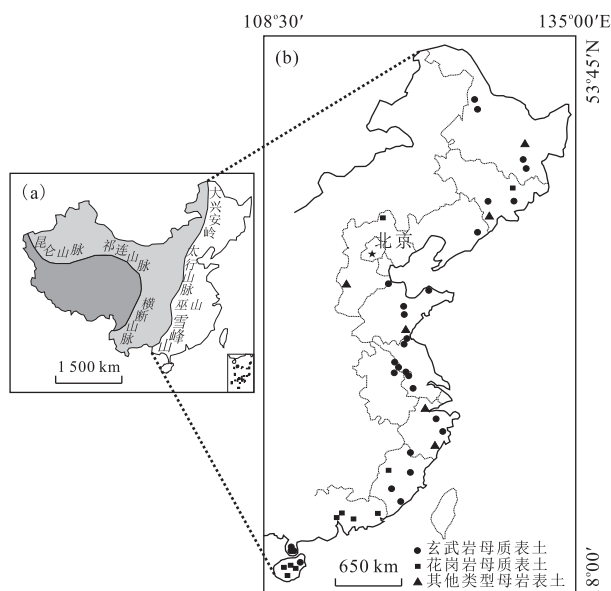 108°30′
135°00′E
(b)
53°45′N
(a)
大兴安岭
昆仑山脉
祁连山脉
太行山脉
北京
横断山脉
巫山
雪峰山
1 500 km
玄武岩母质表土
花岗岩母质表土
其他类型母岩表土
650 km
8°00′